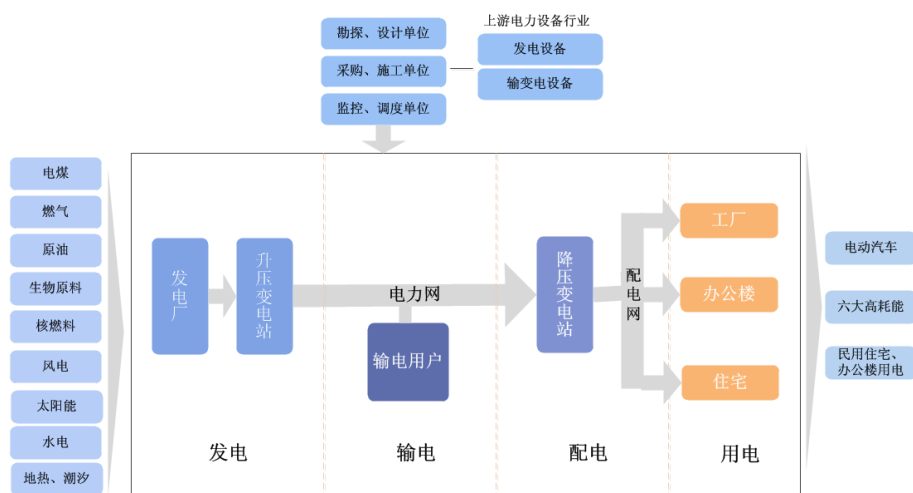 上游电力设备行业
勘探、设计单位
采购、施工单位
监控、调度单位
发电设备
输变电设备
电煤
燃气
原油
生物原料
核燃料
风电
太阳能
水电
地热、潮汐
发电厂
升压变电站
电力网
输电用户
降压变电站
配电网
工厂
办公楼
住宅
发电
输电
配电
用电
电动汽车
六大高耗能
民用住宅、
办公楼用电